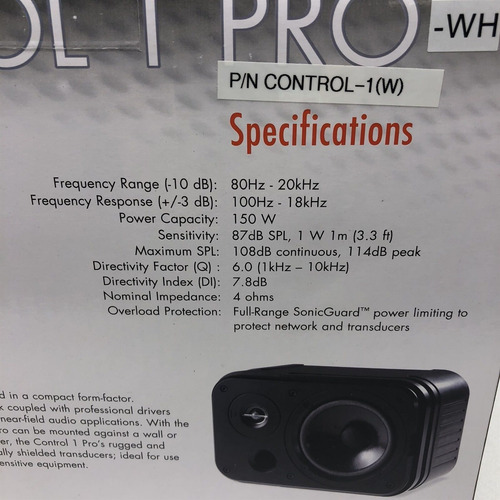 OL 1 PRO -WH
P/N CONTROL-1(W)
Specifications
Frequency Range (-10 dB): 80Hz - 20kHz
Frequency Response (+/-3 dB): 100Hz - 18kHz
Power Capacity: 150 W
Sensitivity: 87dB SPL, 1 W 1m (3.3 ft)
Maximum SPL: 108dB continuous, 114dB peak
Directivity Factor (Q) : 6.0 (1kHz – 10kHz)
Directivity Index (DI): 7.8dB
Nominal Impedance: 4 ohms
Overload Protection: Full-Range SonicGuard™ power limiting to
protect network and transducers
d in a compact form-factor.
k coupled with professional drivers
near-field audio applications. With the
ro can be mounted against a wall or
er, the Control 1 Pro's rugged and
ally shielded transducers; ideal for use
ensitive equipment.